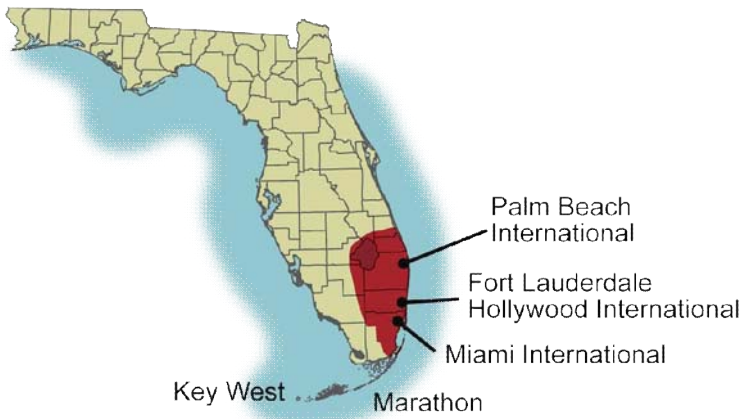 Palm Beach
International
Fort Lauderdale
Hollywood International
Miami International
Key West
Marathon